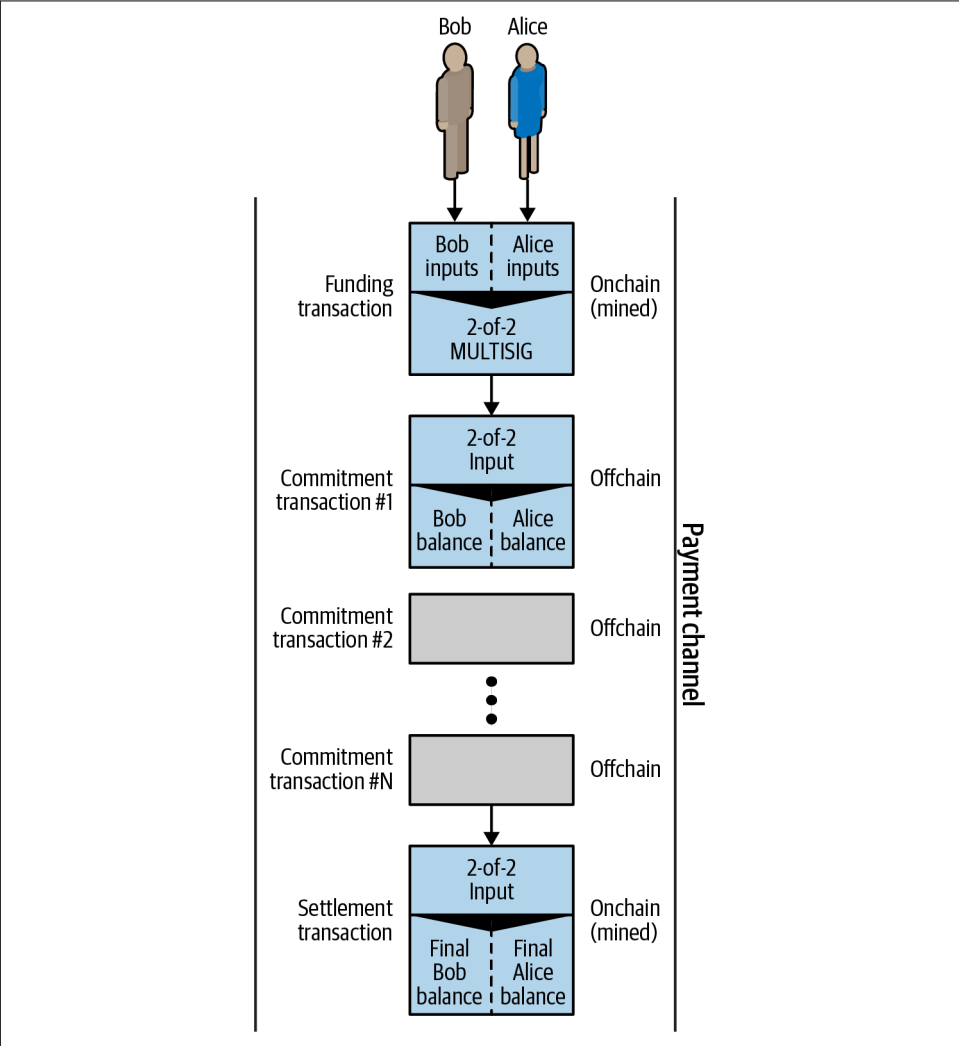 Bob
Alice
Bob
inputs
Alice
inputs
Funding
transaction
Onchain
(mined)
2-of-2
MULTISIG
2-of-2
Input
Commitment
transaction #1
Offchain
Bob
balance
Alice
balance
Commitment
transaction #2
Offchain
Payment channel
Commitment
transaction #N
Offchain
2-of-2
Input
Settlement
transaction
Onchain
(mined)
Final
Bob
balance
Final
Alice
balance